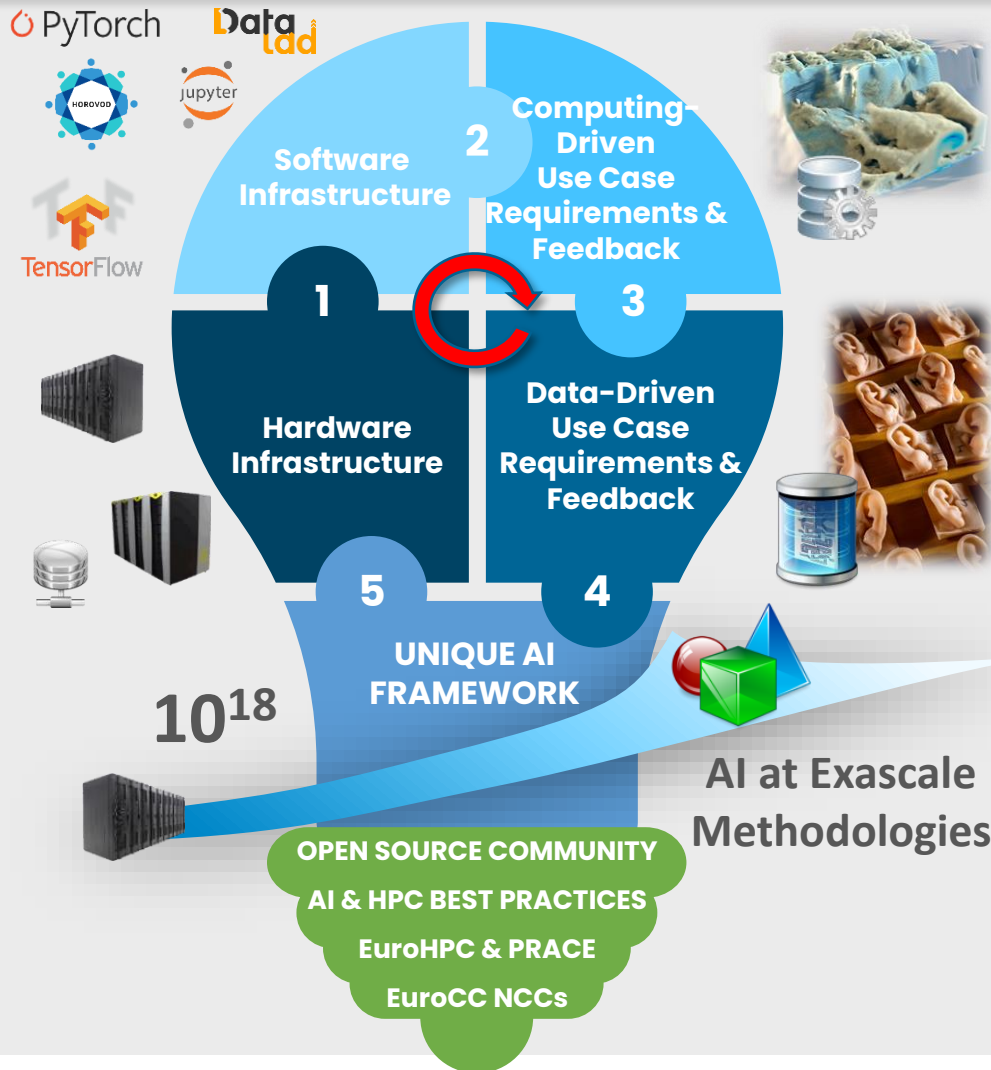 PyTorch
Data
Lad
HOROVOD
jupyter
TensorFlow
Software
Infrastructure
2
Computing-
Driven
Use Case
Requirements &
Feedback
1
3
Hardware
Infrastructure
Data-Driven
Use Case
Requirements &
Feedback
5
4
UNIQUE AI
FRAMEWORK
10¹⁸
AI at Exascale
Methodologies
OPEN SOURCE COMMUNITY
AI & HPC BEST PRACTICES
EuroHPC & PRACE
EuroCC NCCs